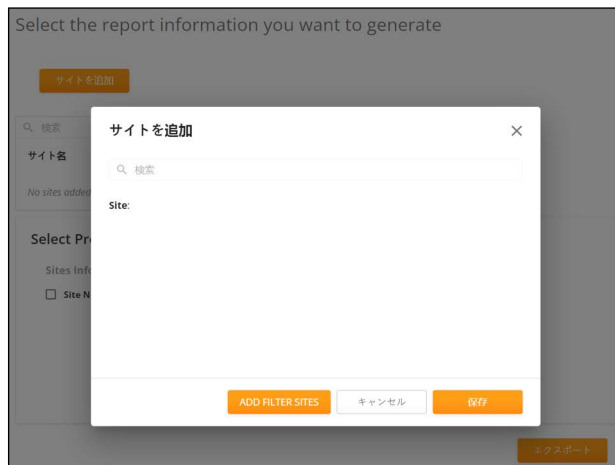 Select the report information you want to generate
サイトを追加
検索
サイト名
No sites added
サイトを追加
検索
Site:
Select Pr
Sites Info
Site N
ADD FILTER SITES
キャンセル
保存
エクスポート